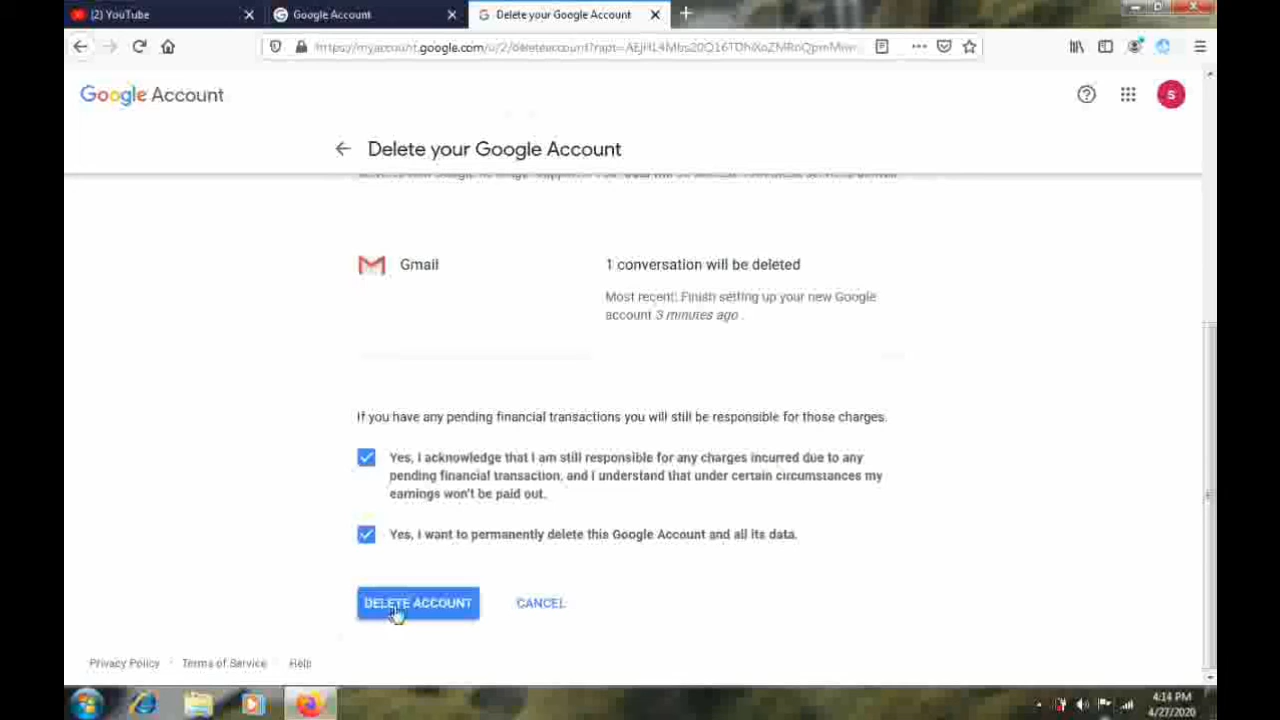 (2) YouTube
Google Account
Delete your Google Account
Google Account
Delete your Google Account
Gmail
1 conversation will be deleted
Most recent: Finish setting up your new Google
account 3 minutes ago .
If you have any pending financial transactions you will still be responsible for those charges.
Yes, I acknowledge that I am still responsible for any charges incurred due to any
pending financial transaction, and I understand that under certain circumstances my
earnings won't be paid out.
Yes, I want to permanently delete this Google Account and all its data.
DELETE ACCOUNT
CANCEL
Privacy Policy · Terms of Service · Help
4:14 PM
4/27/2020